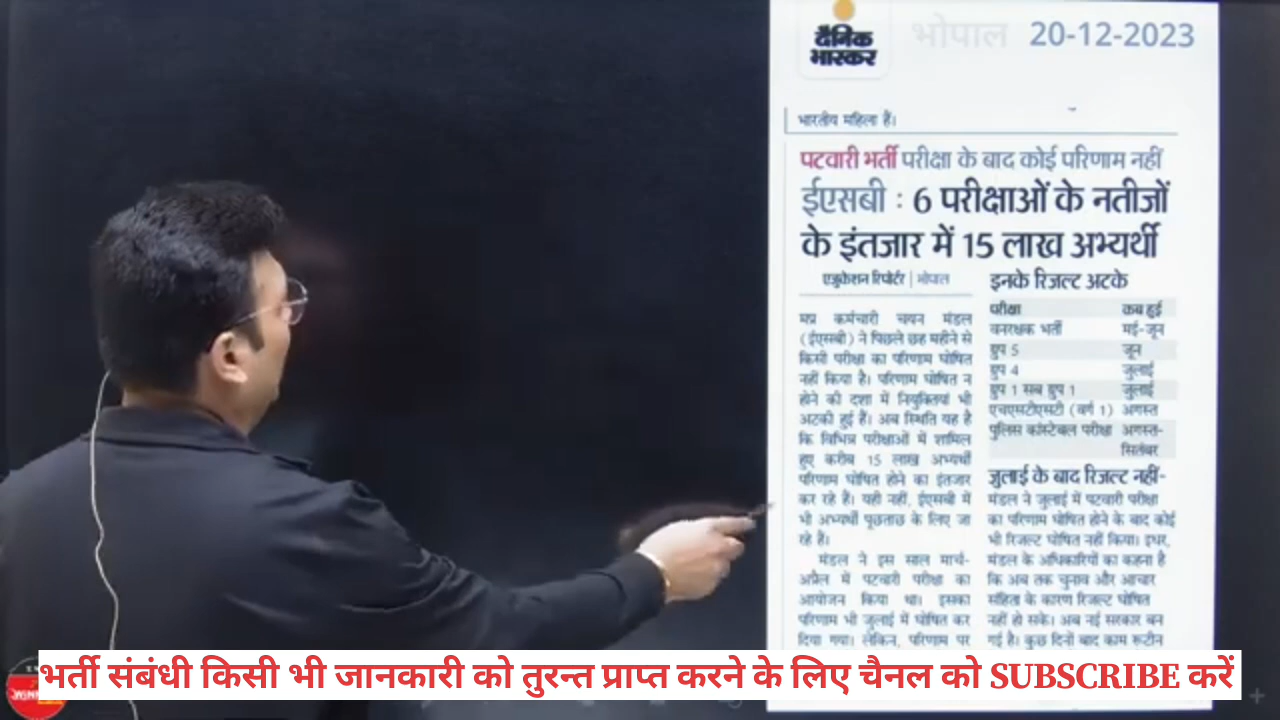 दैनिक
भास्कर
भोपाल 20-12-2023
भारतीय महिला हैं।
पटवारी भर्ती परीक्षा के बाद कोई परिणाम नहीं
ईएसबी : 6 परीक्षाओं के नतीजों
के इंतजार में 15 लाख अभ्यर्थी
एजुकेशन रिपोर्टर | भोपाल
मप्र कर्मचारी चयन मंडल
(ईएसबी) ने पिछले छह महीने से
किसी परीक्षा का परिणाम घोषित
नहीं किया है। परिणाम घोषित न
होने की दशा में नियुक्तियां भी
अटकी हुई हैं। अब स्थिति यह है
कि विभिन्न परीक्षाओं में शामिल
हुए करीब 15 लाख अभ्यर्थी
परिणाम घोषित होने का इंतजार
कर रहे हैं। यही नहीं, ईएसबी में
भी अभ्यर्थी पूछताछ के लिए जा
रहे हैं।
मंडल ने इस साल मार्च-
अप्रैल में पटवारी परीक्षा का
आयोजन किया था। इसका
परिणाम भी जुलाई में घोषित कर
दिया गया। लेकिन, परिणाम पर
इनके रिजल्ट अटके
परीक्षा कब हुई
वनरक्षक भर्ती मई-जून
ग्रुप 5 जून
ग्रुप 4 जुलाई
ग्रुप 1 सब ग्रुप 1 जुलाई
एचएसटीएसटी (वर्ग 1) अगस्त
पुलिस कांस्टेबल परीक्षा अगस्त-
सितंबर
जुलाई के बाद रिजल्ट नहीं-
मंडल ने जुलाई में पटवारी परीक्षा
का परिणाम घोषित होने के बाद कोई
भी रिजल्ट घोषित नहीं किया। इधर,
मंडल के अधिकारियों का कहना है
कि अब तक चुनाव और आचार
संहिता के कारण रिजल्ट घोषित
नहीं हो सके। अब नई सरकार बन
गई है। कुछ दिनों बाद काम रूटीन
भर्ती संबंधी किसी भी जानकारी को तुरन्त प्राप्त करने के लिए चैनल को SUBSCRIBE करें